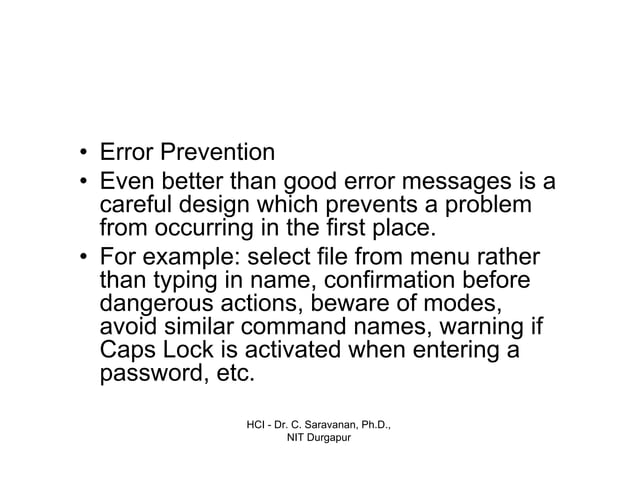 • Error Prevention
• Even better than good error messages is a
careful design which prevents a problem
from occurring in the first place.
• For example: select file from menu rather
than typing in name, confirmation before
dangerous actions, beware of modes,
avoid similar command names, warning if
Caps Lock is activated when entering a
password, etc.
HCI - Dr. C. Saravanan, Ph.D.,
NIT Durgapur